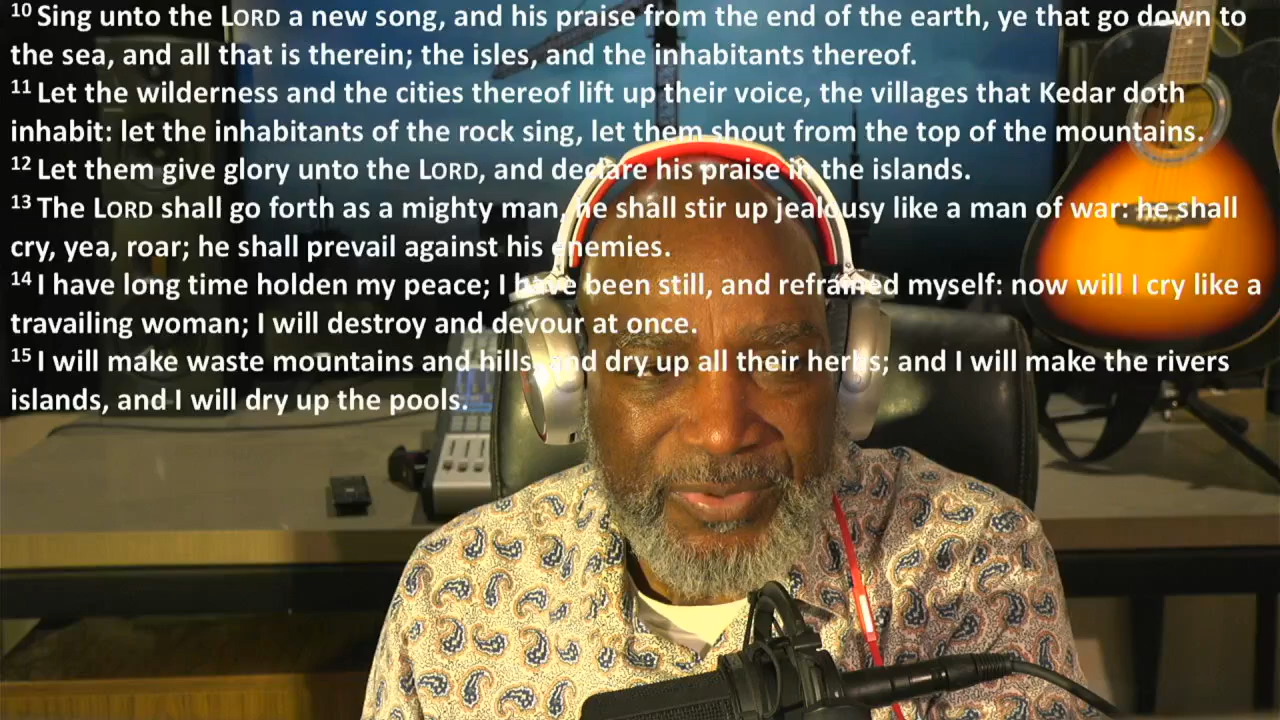 10 Sing unto the LORD a new song, and his praise from the end of the earth, ye that go down to
the sea, and all that is therein; the isles, and the inhabitants thereof.
11 Let the wilderness and the cities thereof lift up their voice, the villages that Kedar doth
inhabit: let the inhabitants of the rock sing, let them shout from the top of the mountains.
12 Let them give glory unto the LORD, and declare his praise in the islands.
13 The LORD shall go forth as a mighty man, he shall stir up jealousy like a man of war: he shall
cry, yea, roar; he shall prevail against his enemies.
14 I have long time holden my peace; I have been still, and refrained myself: now will I cry like a
travailing woman; I will destroy and devour at once.
15 I will make waste mountains and hills, and dry up all their herbs; and I will make the rivers
islands, and I will dry up the pools.